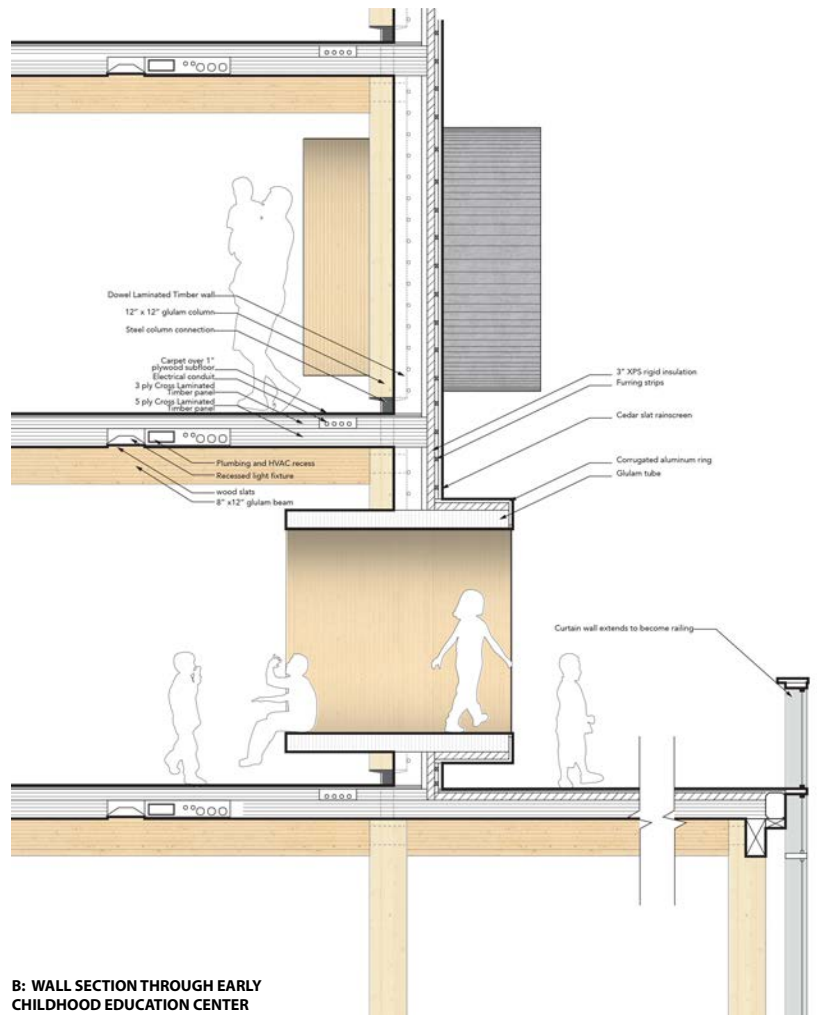 Dowel Laminated Timber wall
12" x 12" glulam column
Steel column connection
Carpet over 1"
plywood subfloor
Electrical conduit
3 ply Cross Laminated
Timber panel
5 ply Cross Laminated
Timber panel
Plumbing and HVAC recess
Recessed light fixture
wood slats
8" x12" glulam beam
3" XPS rigid insulation
Furring strips
Cedar slat rainscreen
Corrugated aluminum ring
Glulam tube
Curtain wall extends to become railing
B: WALL SECTION THROUGH EARLY
CHILDHOOD EDUCATION CENTER